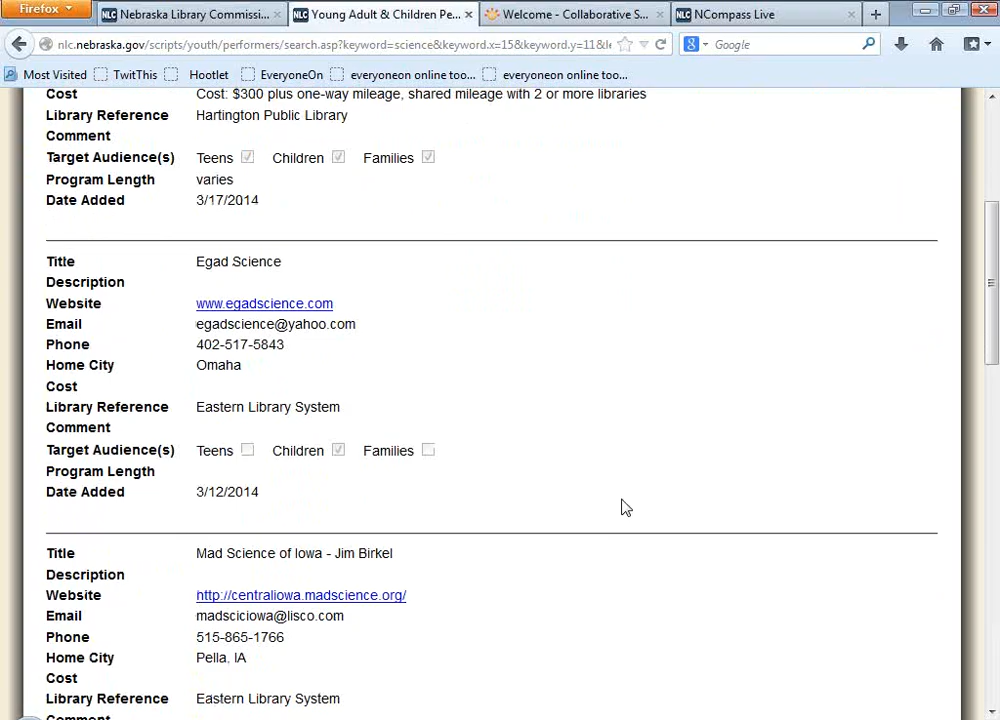 Firefox
Nebraska Library Commissi...
Young Adult & Children Pe...
Welcome - Collaborative S...
NCompass Live
nlc.nebraska.gov/scripts/youth/performers/search.asp?keyword=science&keyword.x=15&keyword.y=11&l
Google
Most Visited TwitThis Hootlet EveryoneOn everyoneon online too... everyoneon online too...
Cost Cost: $300 plus one-way mileage, shared mileage with 2 or more libraries
Library Reference Hartington Public Library
Comment
Target Audience(s) Teens Children Families
Program Length varies
Date Added 3/17/2014
Title Egad Science
Description
Website www.egadscience.com
Email egadscience@yahoo.com
Phone 402-517-5843
Home City Omaha
Cost
Library Reference Eastern Library System
Comment
Target Audience(s) Teens Children Families
Program Length
Date Added 3/12/2014
Title Mad Science of Iowa - Jim Birkel
Description
Website http://centraliowa.madscience.org/
Email madsciciowa@lisco.com
Phone 515-865-1766
Home City Pella, IA
Cost
Library Reference Eastern Library System
Comment